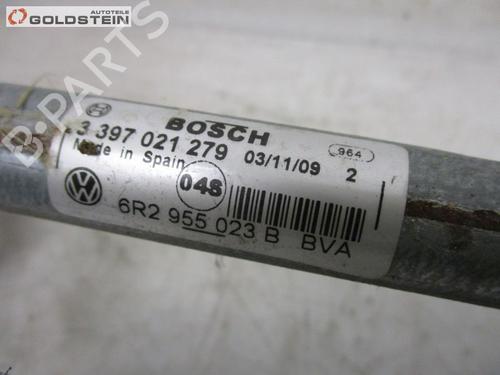 AUTOTEILE
GOLDSTEIN
B-PARTS
BOSCH
3 397 021 279
03/11/09
964
2
Made in Spain
04S
6R2 955 023 B BVA